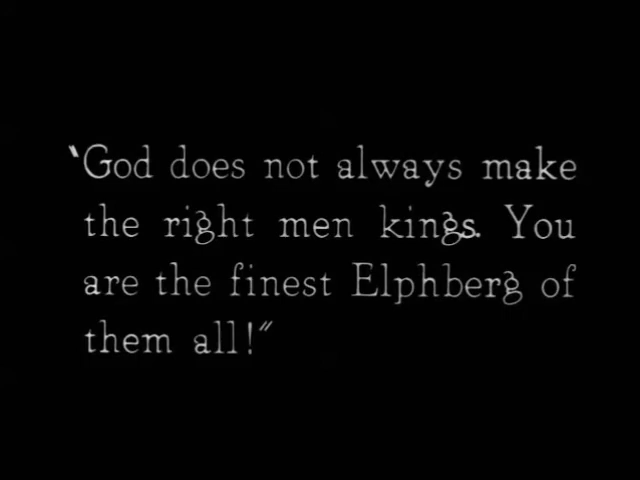 "God does not always make
the right men kings. You
are the finest Elphberg of
them all!"